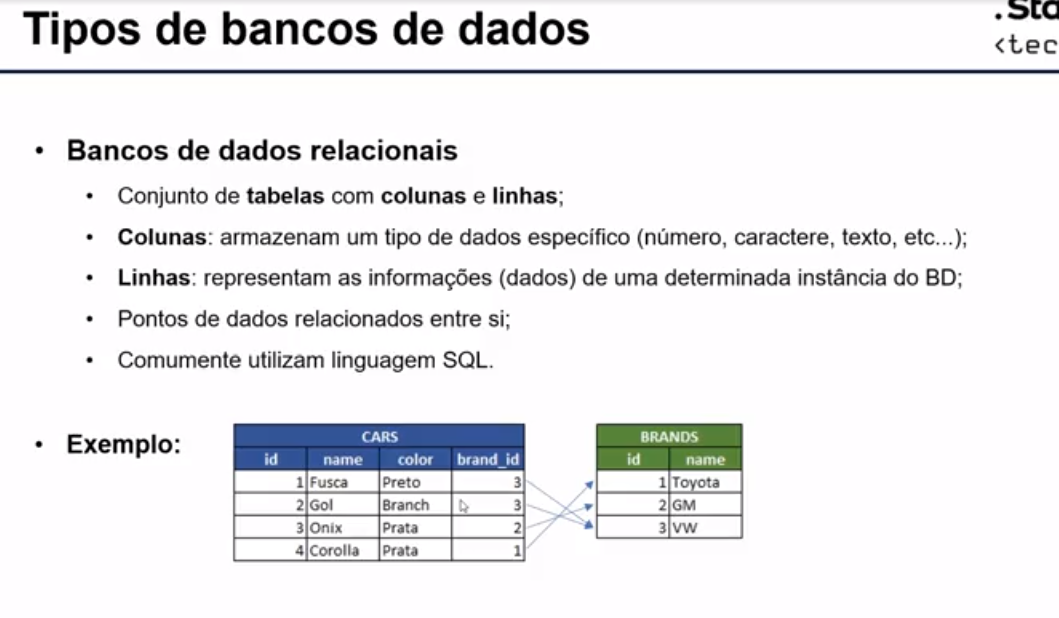 Tipos de bancos de dados
<tec
• Bancos de dados relacionais
• Conjunto de tabelas com colunas e linhas;
• Colunas: armazenam um tipo de dados específico (número, caractere, texto, etc...);
• Linhas: representam as informações (dados) de uma determinada instância do BD;
• Pontos de dados relacionados entre si;
• Comumente utilizam linguagem SQL.
• Exemplo:
CARS
id name color brand_id
1 Fusca Preto 3
2 Gol Branch 3
3 Onix Prata 2
4 Corolla Prata 1
BRANDS
id name
1 Toyota
2 GM
3 VW